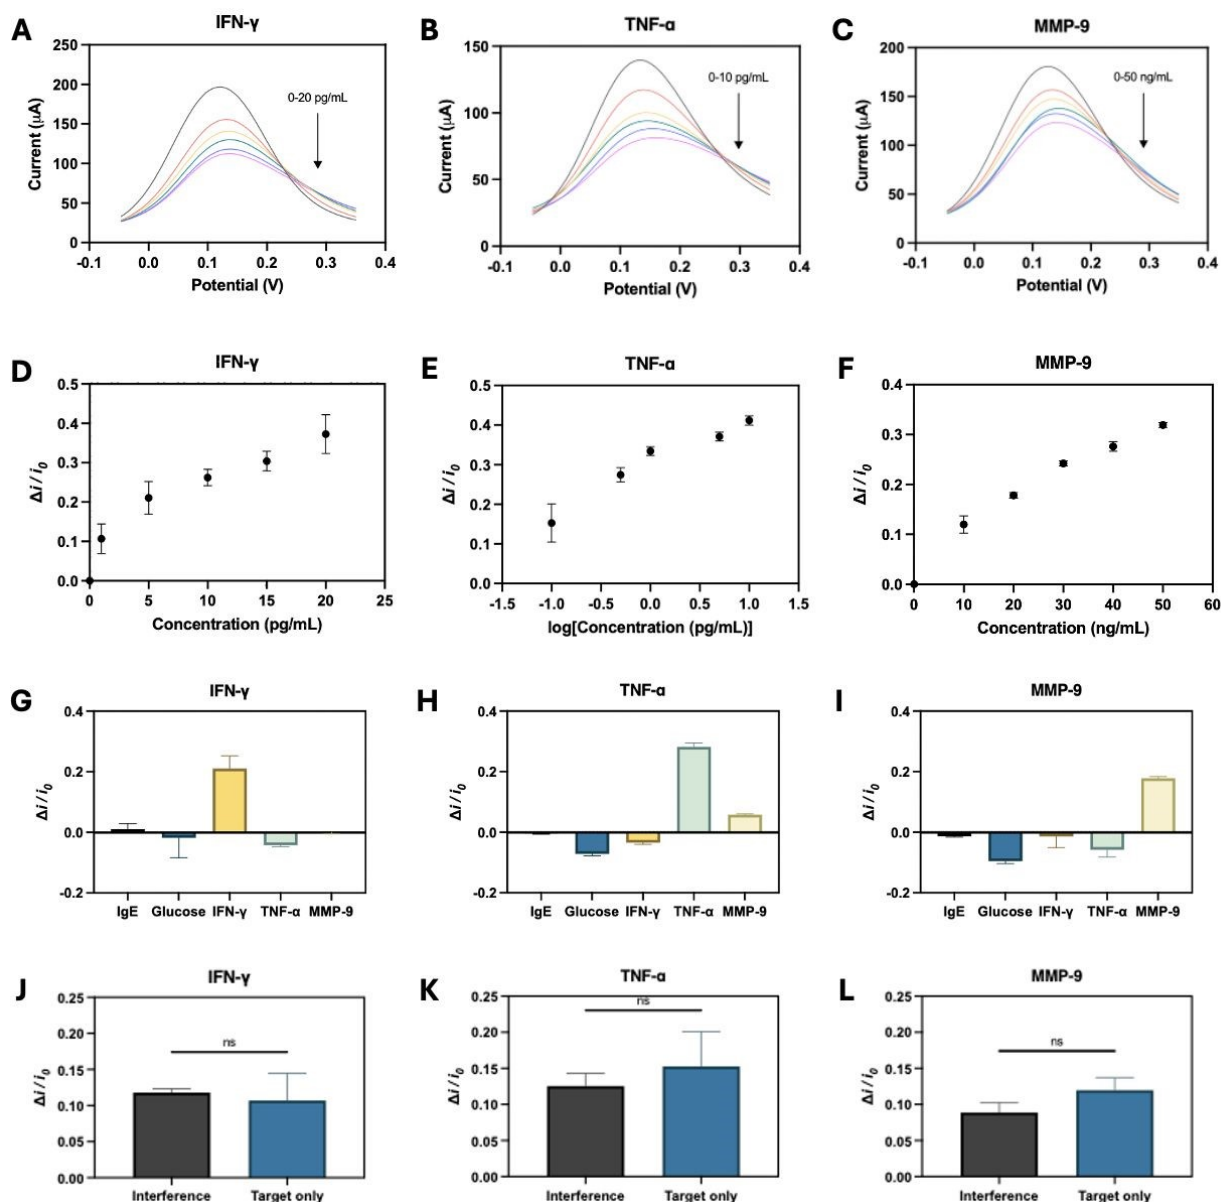 A IFN-γ
250
200
150
100
50
0
Current (µA)
0-20 pg/mL
-0.1 0.0 0.1 0.2 0.3 0.4
Potential (V)
B TNF-α
150
100
50
0
Current (µA)
0-10 pg/mL
-0.1 0.0 0.1 0.2 0.3 0.4
Potential (V)
C MMP-9
200
150
100
50
0
Current (µA)
0-50 ng/mL
-0.1 0.0 0.1 0.2 0.3 0.4
Potential (V)
D IFN-γ
0.5
0.4
0.3
0.2
0.1
0.0
Δi / i0
0 5 10 15 20 25
Concentration (pg/mL)
E TNF-α
0.5
0.4
0.3
0.2
0.1
0.0
Δi / i0
-1.5 -1.0 -0.5 0.0 0.5 1.0 1.5
log[Concentration (pg/mL)]
F MMP-9
0.4
0.3
0.2
0.1
0.0
Δi / i0
0 10 20 30 40 50 60
Concentration (ng/mL)
G IFN-γ
0.4
0.2
0.0
-0.2
Δi / i0
IgE Glucose IFN-γ TNF-α MMP-9
H TNF-α
0.4
0.2
0.0
-0.2
Δi / i0
IgE Glucose IFN-γ TNF-α MMP-9
I MMP-9
0.4
0.2
0.0
-0.2
Δi / i0
IgE Glucose IFN-γ TNF-α MMP-9
J IFN-γ
0.25
0.20
0.15
0.10
0.05
0.00
Δi / i0
ns
Interference Target only
K TNF-α
0.25
0.20
0.15
0.10
0.05
0.00
Δi / i0
ns
Interference Target only
L MMP-9
0.25
0.20
0.15
0.10
0.05
0.00
Δi / i0
ns
Interference Target only